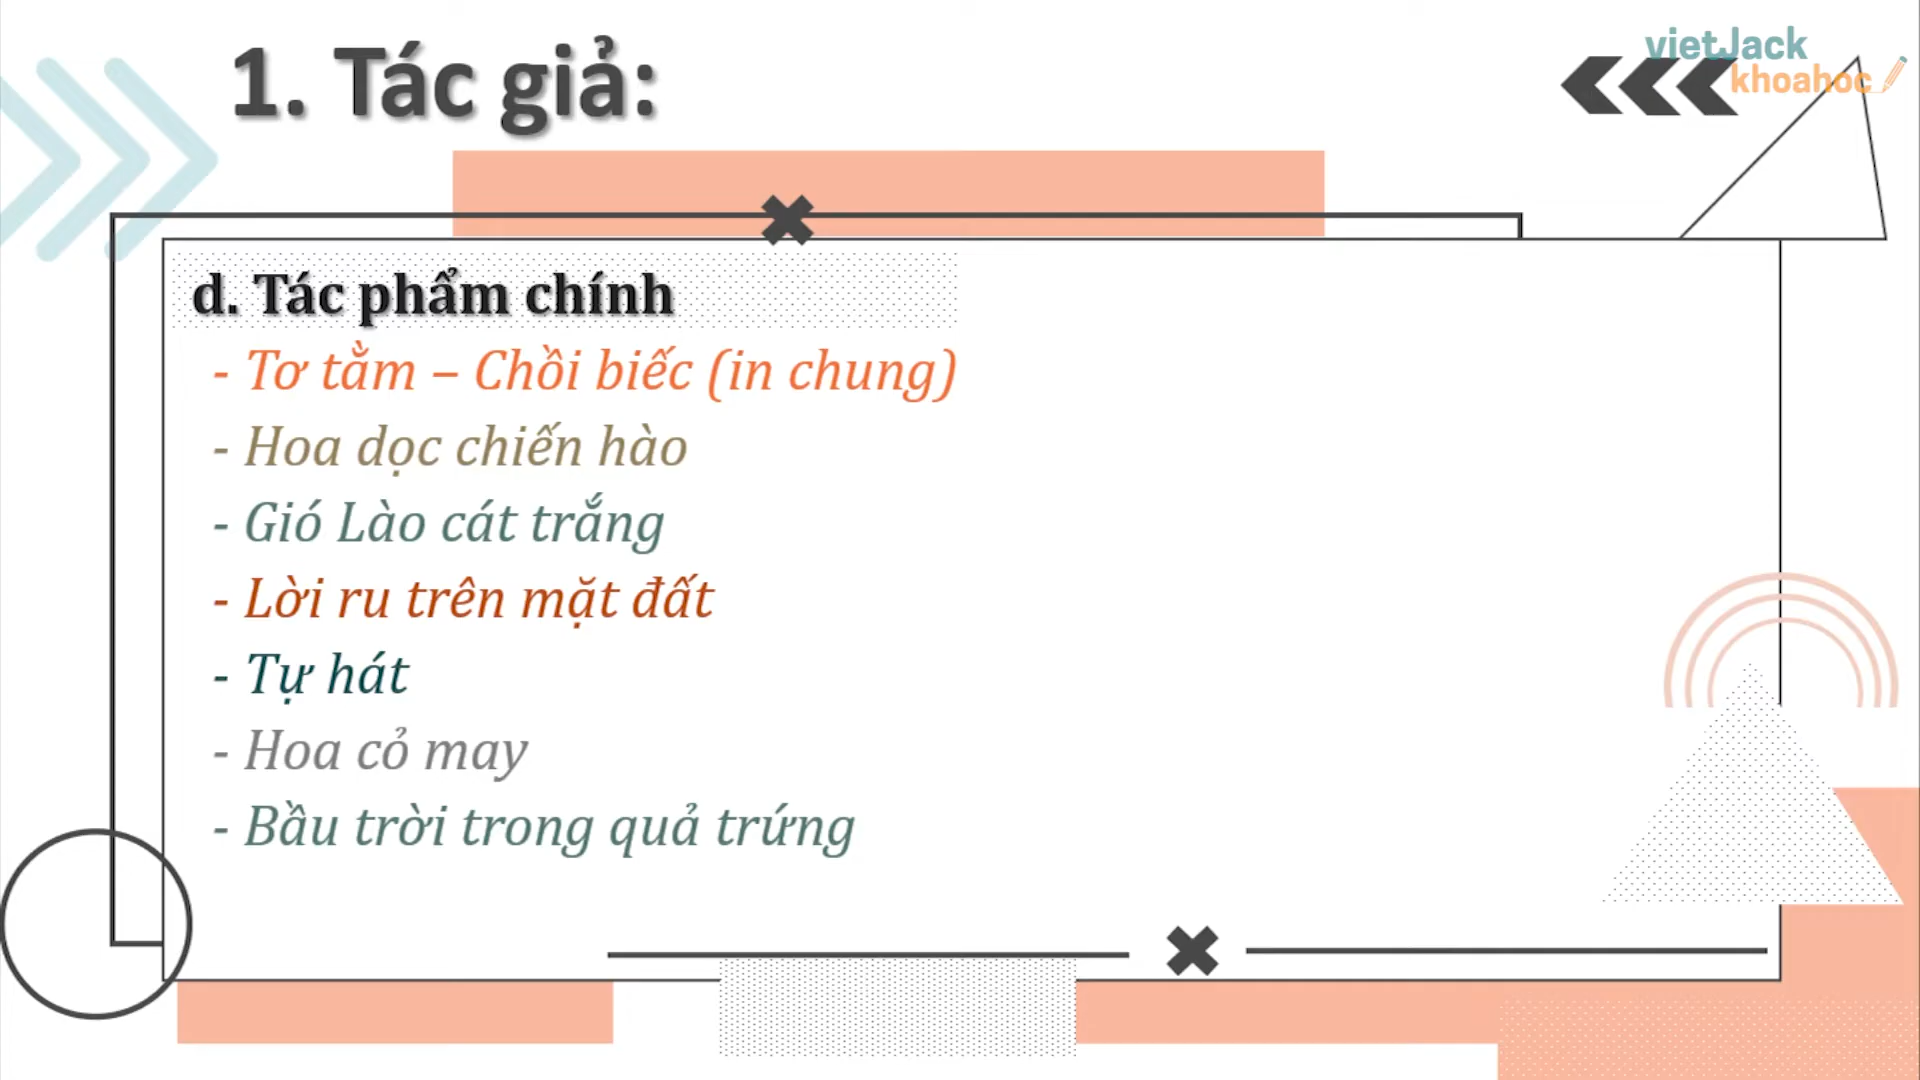 1. Tác giả:
vietJack
khoahoc
d. Tác phẩm chính
- Tơ tằm – Chồi biếc (in chung)
- Hoa dọc chiến hào
- Gió Lào cát trắng
- Lời ru trên mặt đất
- Tự hát
- Hoa cỏ may
- Bầu trời trong quả trứng